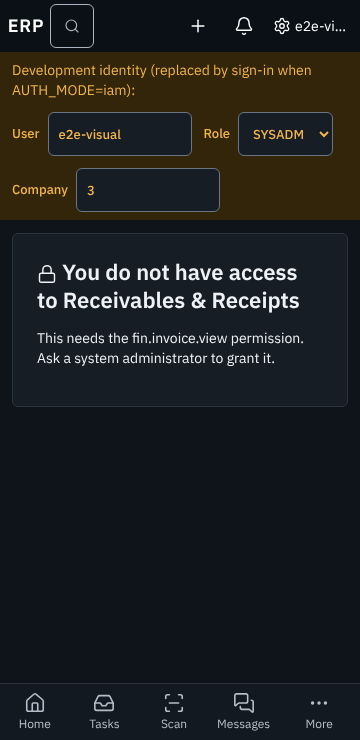 ERP
e2e-vi...
Development identity (replaced by sign-in when
AUTH_MODE=iam):
User e2e-visual Role SYSADM
Company 3
You do not have access
to Receivables & Receipts
This needs the fin.invoice.view permission.
Ask a system administrator to grant it.
Home Tasks Scan Messages More